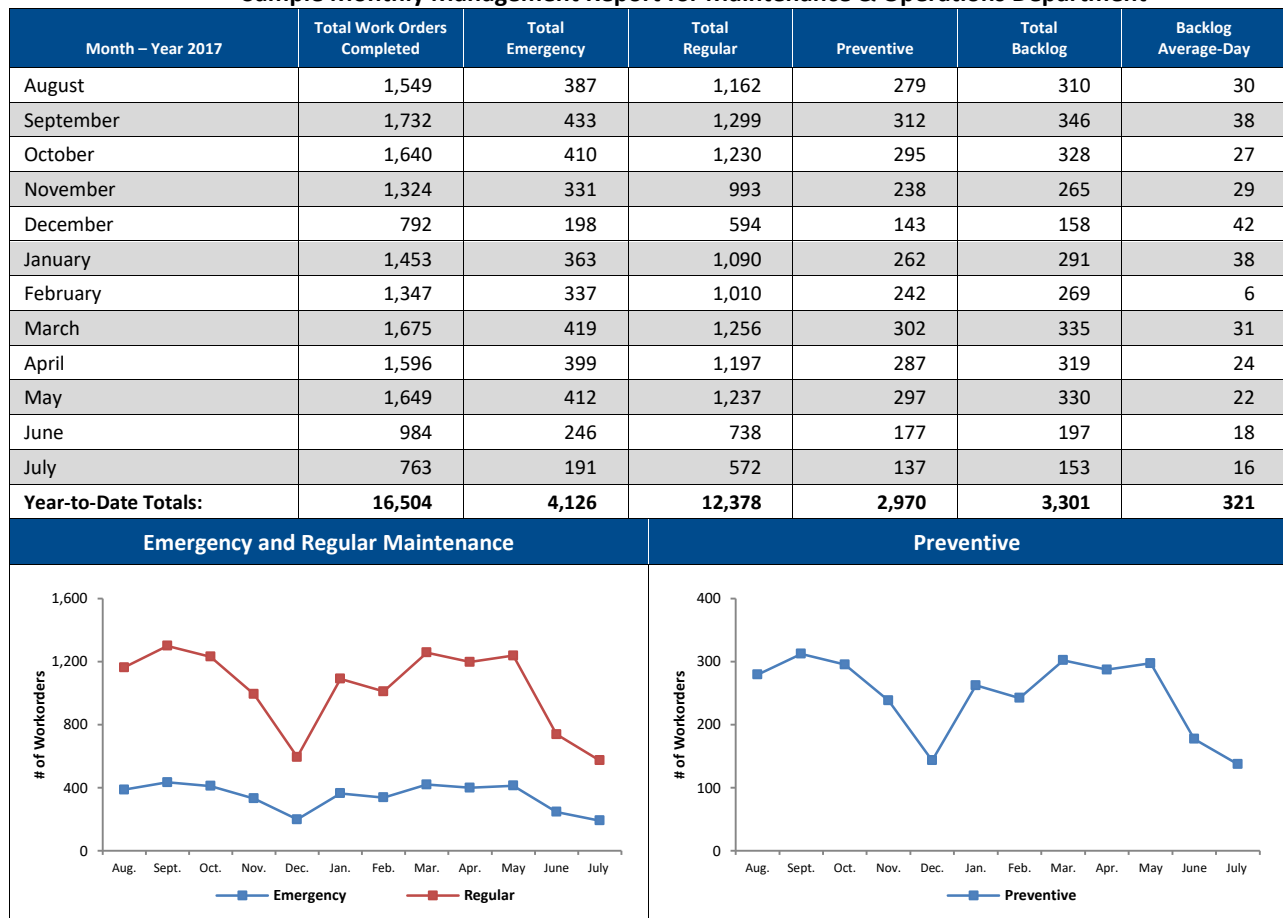 Sample Monthly Management Report for Maintenance & Operations Department
Month – Year 2017 Total Work Orders Completed Total Emergency Total Regular Preventive Total Backlog Backlog Average-Day
August 1,549 387 1,162 279 310 30
September 1,732 433 1,299 312 346 38
October 1,640 410 1,230 295 328 27
November 1,324 331 993 238 265 29
December 792 198 594 143 158 42
January 1,453 363 1,090 262 291 38
February 1,347 337 1,010 242 269 6
March 1,675 419 1,256 302 335 31
April 1,596 399 1,197 287 319 24
May 1,649 412 1,237 297 330 22
June 984 246 738 177 197 18
July 763 191 572 137 153 16
Year-to-Date Totals: 16,504 4,126 12,378 2,970 3,301 321
Emergency and Regular Maintenance
# of Workorders
1,600
1,200
800
400
0
Aug. Sept. Oct. Nov. Dec. Jan. Feb. Mar. Apr. May June July
Emergency Regular
Preventive
# of Workorders
400
300
200
100
0
Aug. Sept. Oct. Nov. Dec. Jan. Feb. Mar. Apr. May June July
Preventive